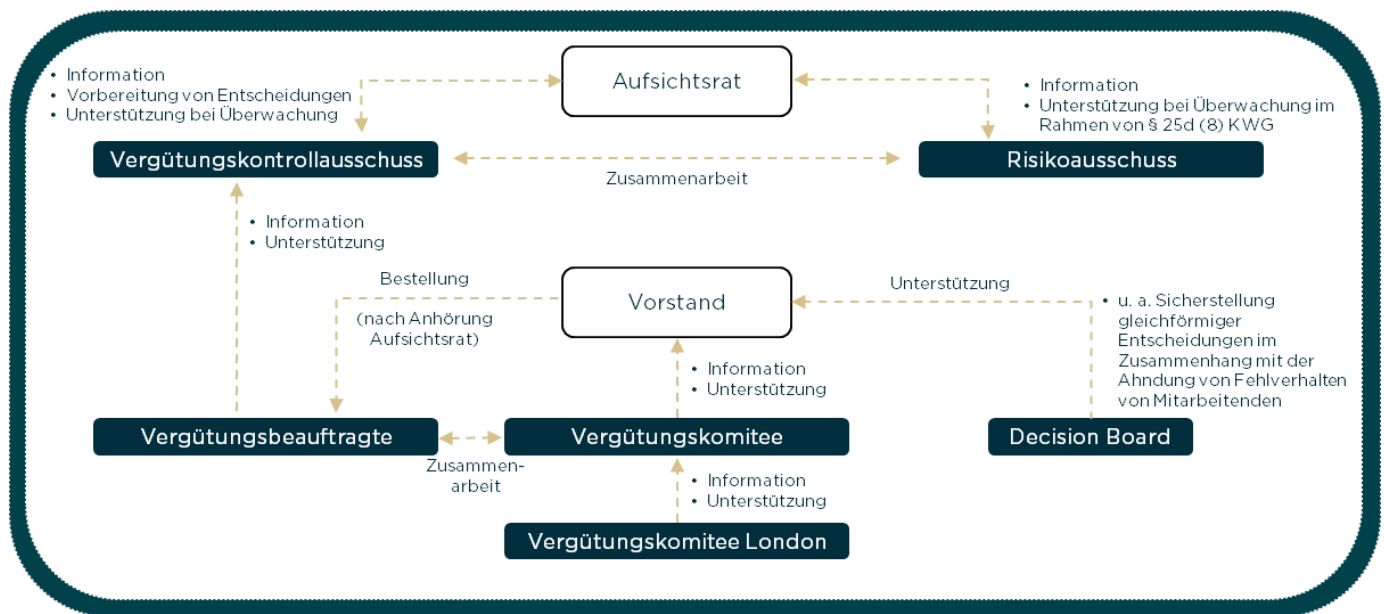 Aufsichtsrat
• Information
• Vorbereitung von Entscheidungen
• Unterstützung bei Überwachung
• Information
• Unterstützung bei Überwachung im
Rahmen von § 25d (8) KWG
Vergütungskontrollausschuss
Risikoausschuss
Zusammenarbeit
• Information
• Unterstützung
Bestellung
(nach Anhörung
Aufsichtsrat)
Vorstand
Unterstützung
• u. a. Sicherstellung
gleichförmiger
Entscheidungen im
Zusammenhang mit der
Ahndung von Fehlverhalten
von Mitarbeitenden
• Information
• Unterstützung
Vergütungsbeauftragte
Vergütungskomitee
Decision Board
Zusammen-
arbeit
• Information
• Unterstützung
Vergütungskomitee London